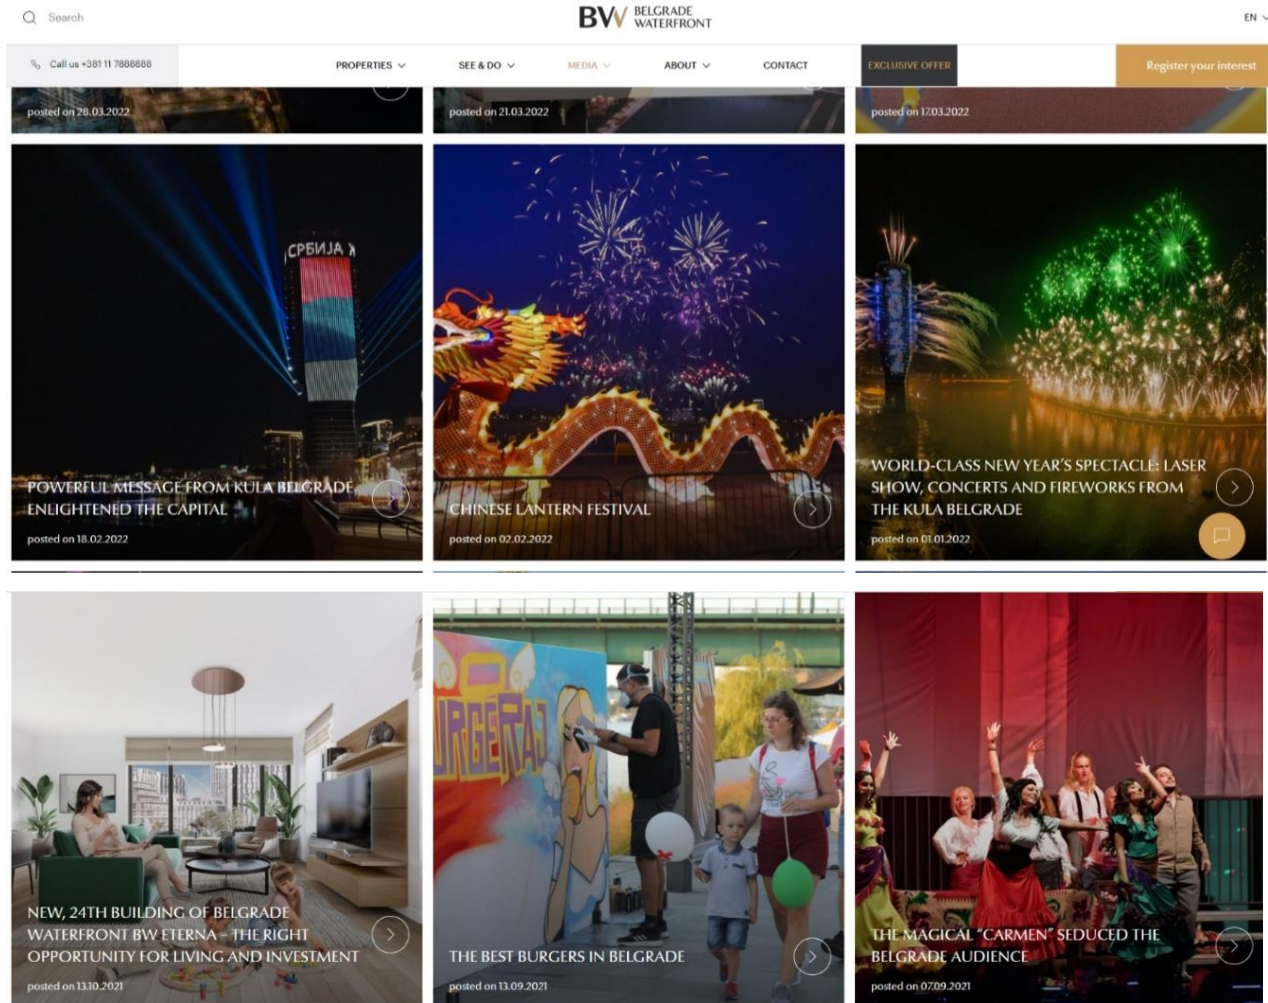 Search
BW BELGRADE
WATERFRONT
EN
Call us +381 11 7888888
PROPERTIES
SEE & DO
MEDIA
ABOUT
CONTACT
EXCLUSIVE OFFER
Register your interest
posted on 28.03.2022
posted on 21.03.2022
posted on 17.03.2022
СРБИЈА
POWERFUL MESSAGE FROM KULA BELGRADE
ENLIGHTENED THE CAPITAL
posted on 18.02.2022
CHINESE LANTERN FESTIVAL
posted on 02.02.2022
WORLD-CLASS NEW YEAR'S SPECTACLE: LASER
SHOW, CONCERTS AND FIREWORKS FROM
THE KULA BELGRADE
posted on 01.01.2022
NEW, 24TH BUILDING OF BELGRADE
WATERFRONT BW ETERNA – THE RIGHT
OPPORTUNITY FOR LIVING AND INVESTMENT
posted on 13.10.2021
URGERAJ
THE BEST BURGERS IN BELGRADE
posted on 13.09.2021
THE MAGICAL “CARMEN” SEDUCED THE
BELGRADE AUDIENCE
posted on 07.09.2021